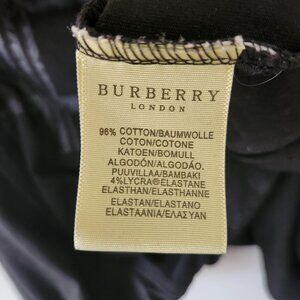 BURBERRY
LONDON
96% COTTON/BAUMWOLLE
COTON/COTONE
KATOEN/BOMULL
ALGODÓN/ALGODÃO.
PUUVILLAA/BAMBAKI
4%LYCRA®ELASTANE
ELASTHAN/ELASTHANNE
ELASTAN/ELASTANO
ELASTAANIA/ΕΛΑΣΥΑΝ